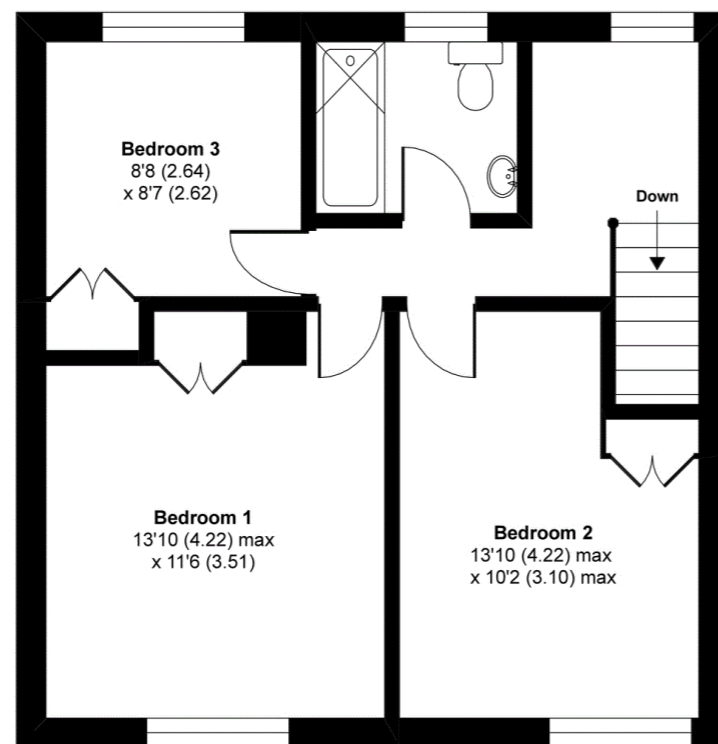 Bedroom 3
8'8 (2.64)
x 8'7 (2.62)
Down
Bedroom 1
13'10 (4.22) max
x 11'6 (3.51)
Bedroom 2
13'10 (4.22) max
x 10'2 (3.10) max